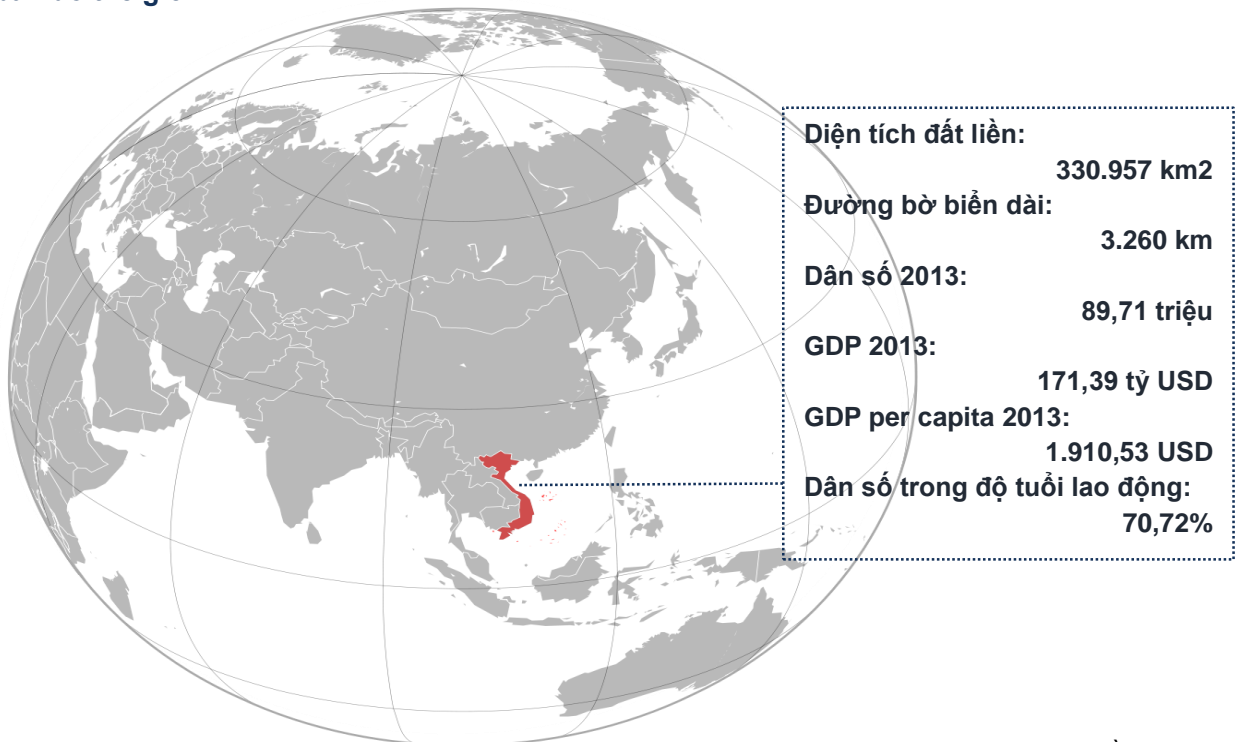 Diện tích đất liền:
330.957 km2
Đường bờ biển dài:
3.260 km
Dân số 2013:
89,71 triệu
GDP 2013:
171,39 tỷ USD
GDP per capita 2013:
1.910,53 USD
Dân số trong độ tuổi lao động:
70,72%